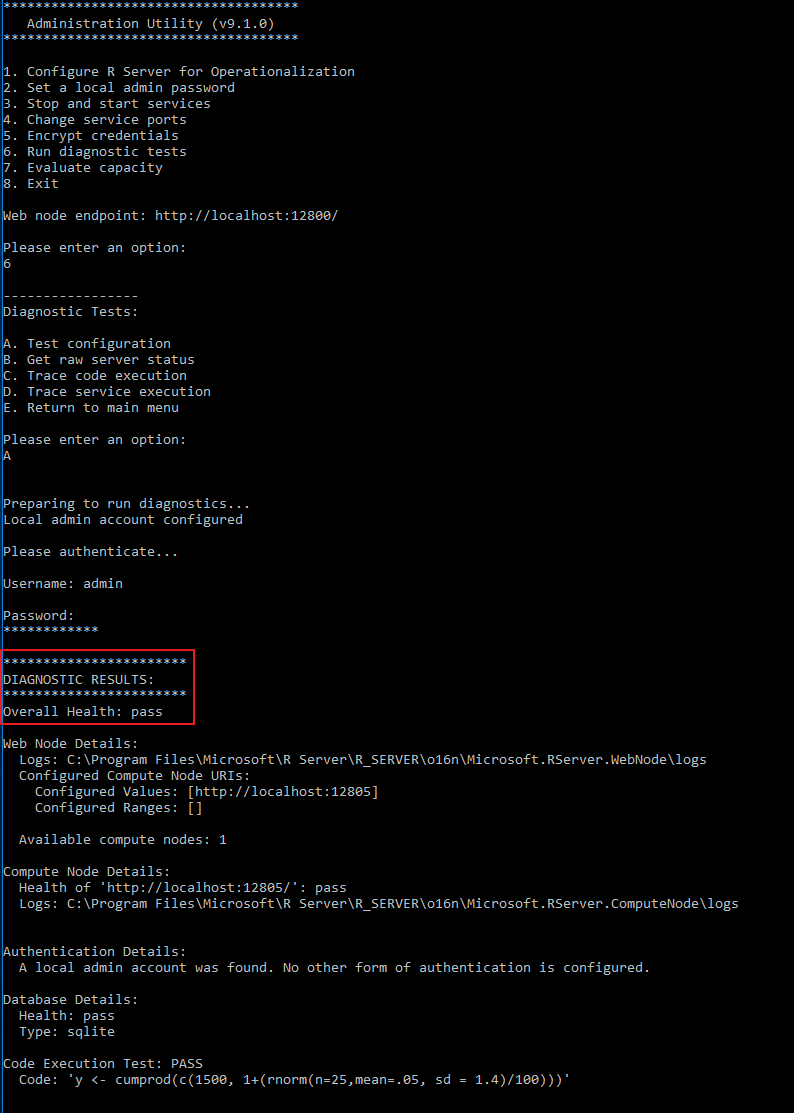 *************************************
Administration Utility (v9.1.0)
*************************************
1. Configure R Server for Operationalization
2. Set a local admin password
3. Stop and start services
4. Change service ports
5. Encrypt credentials
6. Run diagnostic tests
7. Evaluate capacity
8. Exit
Web node endpoint: http://localhost:12800/
Please enter an option:
6
-----------------
Diagnostic Tests:
A. Test configuration
B. Get raw server status
C. Trace code execution
D. Trace service execution
E. Return to main menu
Please enter an option:
A
Preparing to run diagnostics...
Local admin account configured
Please authenticate...
Username: admin
Password:
************
***********************
DIAGNOSTIC RESULTS:
***********************
Overall Health: pass
Web Node Details:
Logs: C:\Program Files\Microsoft\R Server\R_SERVER\o16n\Microsoft.RServer.WebNode\logs
Configured Compute Node URIs:
Configured Values: [http://localhost:12805]
Configured Ranges: []
Available compute nodes: 1
Compute Node Details:
Health of 'http://localhost:12805/': pass
Logs: C:\Program Files\Microsoft\R Server\R_SERVER\o16n\Microsoft.RServer.ComputeNode\logs
Authentication Details:
A local admin account was found. No other form of authentication is configured.
Database Details:
Health: pass
Type: sqlite
Code Execution Test: PASS
Code: 'y <- cumprod(c(1500, 1+(rnorm(n=25,mean=.05, sd = 1.4)/100)))'